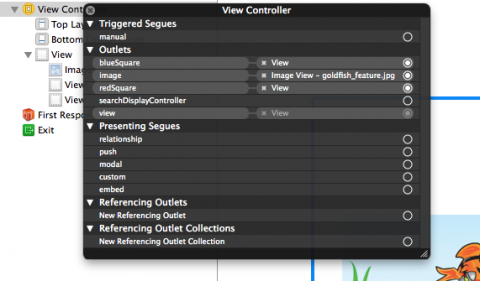 View Contr
Top Lay
Bottom
View
Imag
View
View
First Respo
Exit
View Controller
Triggered Segues
manual
Outlets
blueSquare View
image Image View - goldfish_feature.jpg
redSquare View
searchDisplayController
view View
Presenting Segues
relationship
push
modal
custom
embed
Referencing Outlets
New Referencing Outlet
Referencing Outlet Collections
New Referencing Outlet Collection